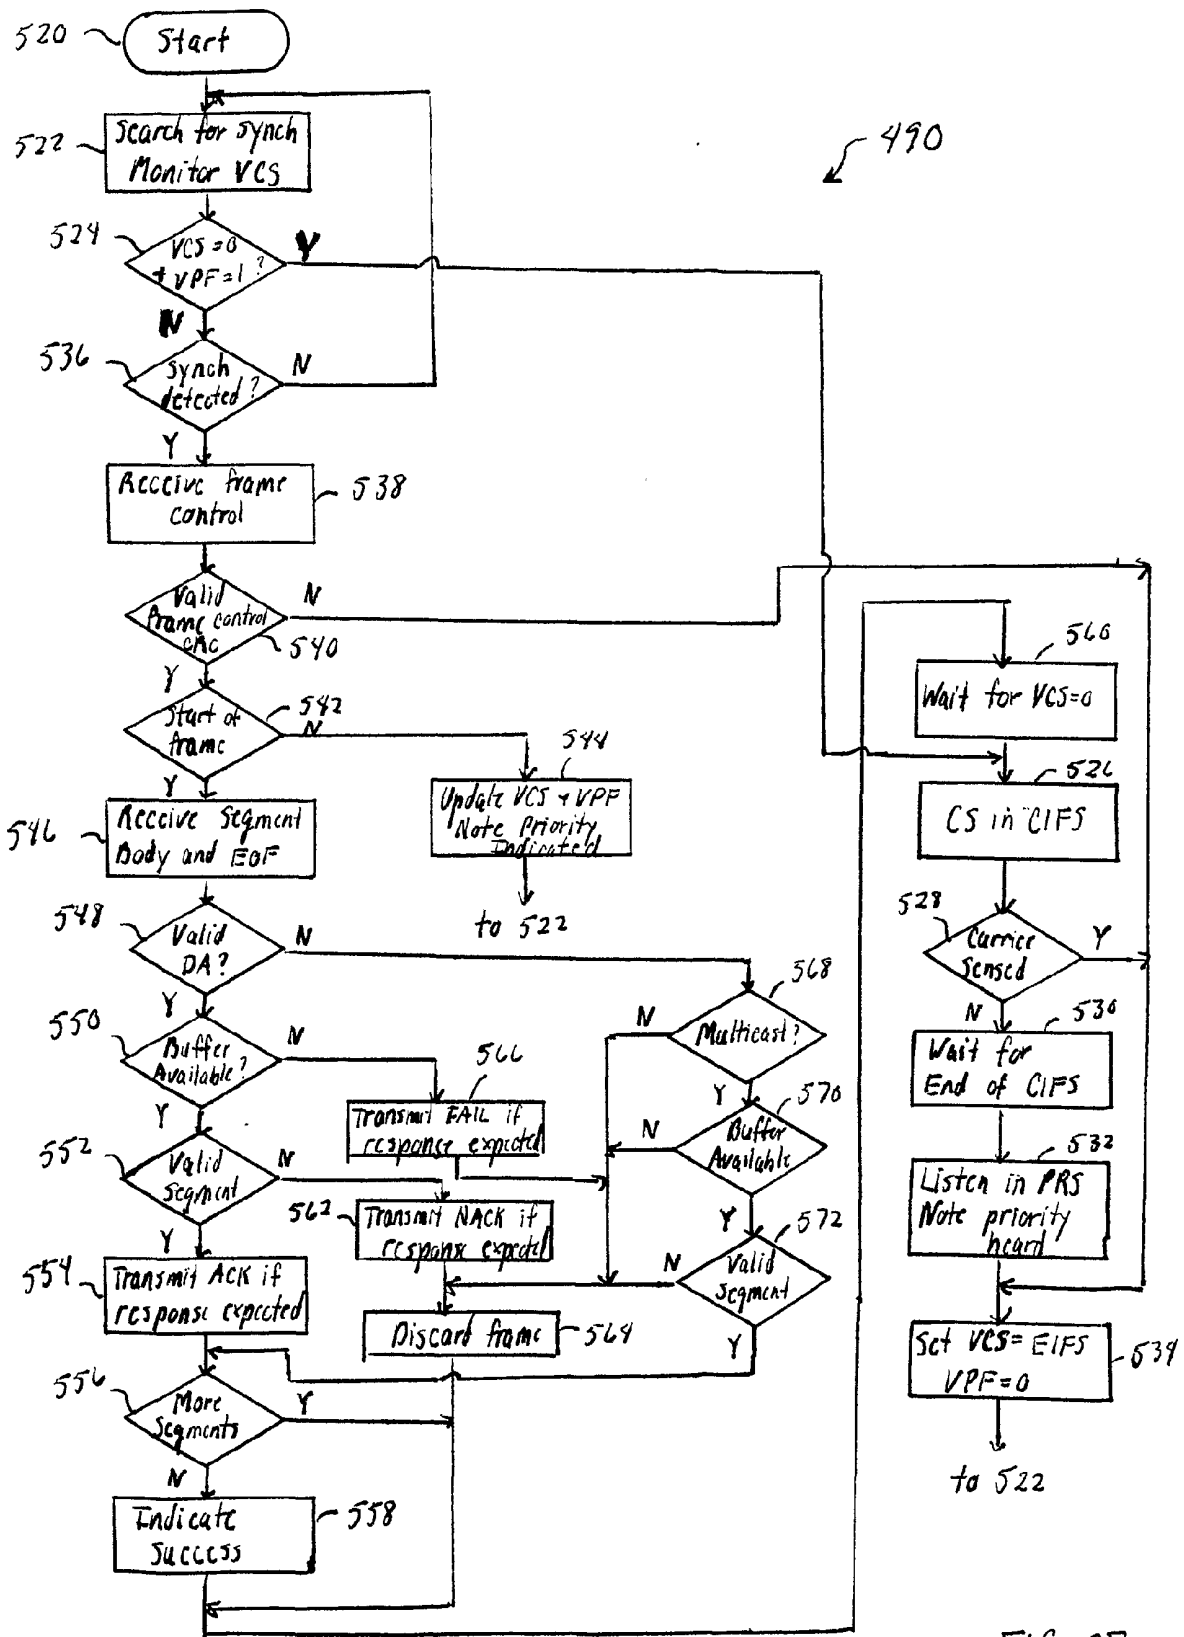 520
Start
522
Search for Synch
Monitor VCS
490
524
VCS=0
+ VPF=1?
Y
N
536
Synch
detected?
N
Y
Receive frame
control
538
Valid
frame control
CRC
N
540
Y
Start of
frame
542
N
Y
544
Update VCS + VPF
Note Priority
Indicated
to 522
546
Receive Segment
Body and EOF
548
Valid
DA?
N
Y
550
Buffer
Available?
N
Y
566
Transmit FAIL if
response expected
552
Valid
Segment
N
Y
562
Transmit NACK if
response expected
554
Transmit ACK if
response expected
Discard frame
564
556
More
Segments
Y
N
Indicate
Success
558
568
Multicast?
N
Y
570
Buffer
Available
N
Y
572
Valid
Segment
N
Y
560
Wait for VCS=0
526
CS in CIFS
528
Carrier
Sensed
Y
N
530
Wait for
End of CIFS
532
Listen in PRS
Note priority
heard
Set VCS= EIFS
VPF=0
534
to 522